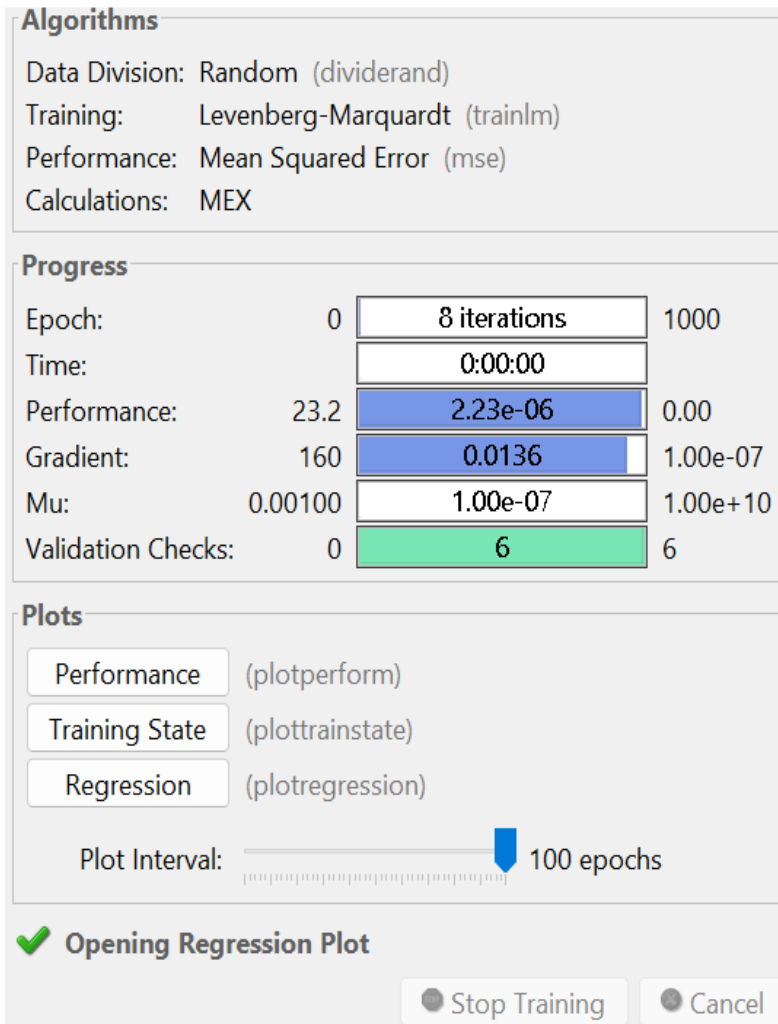 Algorithms
Data Division: Random (dividerand)
Training: Levenberg-Marquardt (trainlm)
Performance: Mean Squared Error (mse)
Calculations: MEX
Progress
Epoch: 0 8 iterations 1000
Time: 0:00:00
Performance: 23.2 2.23e-06 0.00
Gradient: 160 0.0136 1.00e-07
Mu: 0.00100 1.00e-07 1.00e+10
Validation Checks: 0 6 6
Plots
Performance (plotperform)
Training State (plottrainstate)
Regression (plotregression)
Plot Interval: 100 epochs
Opening Regression Plot
Stop Training Cancel